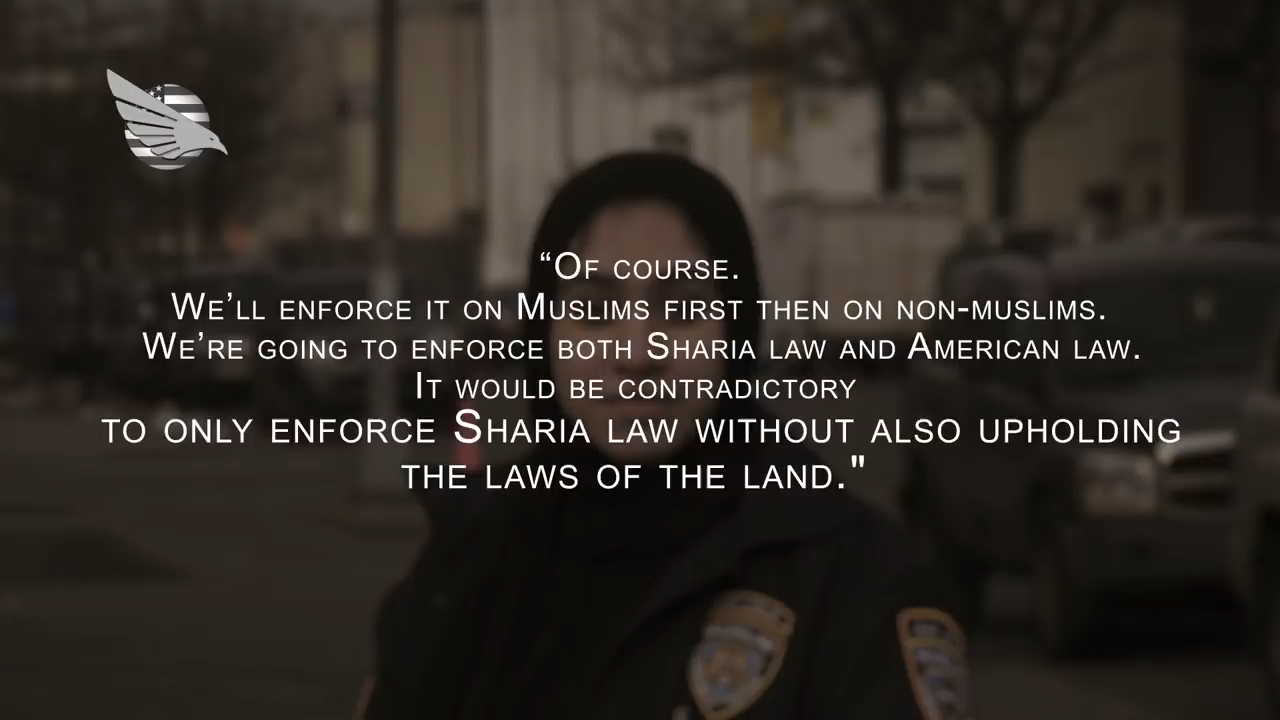 “Of course.
We’ll enforce it on Muslims first then on non-muslims.
We’re going to enforce both Sharia law and American law.
It would be contradictory
to only enforce Sharia law without also upholding
the laws of the land."